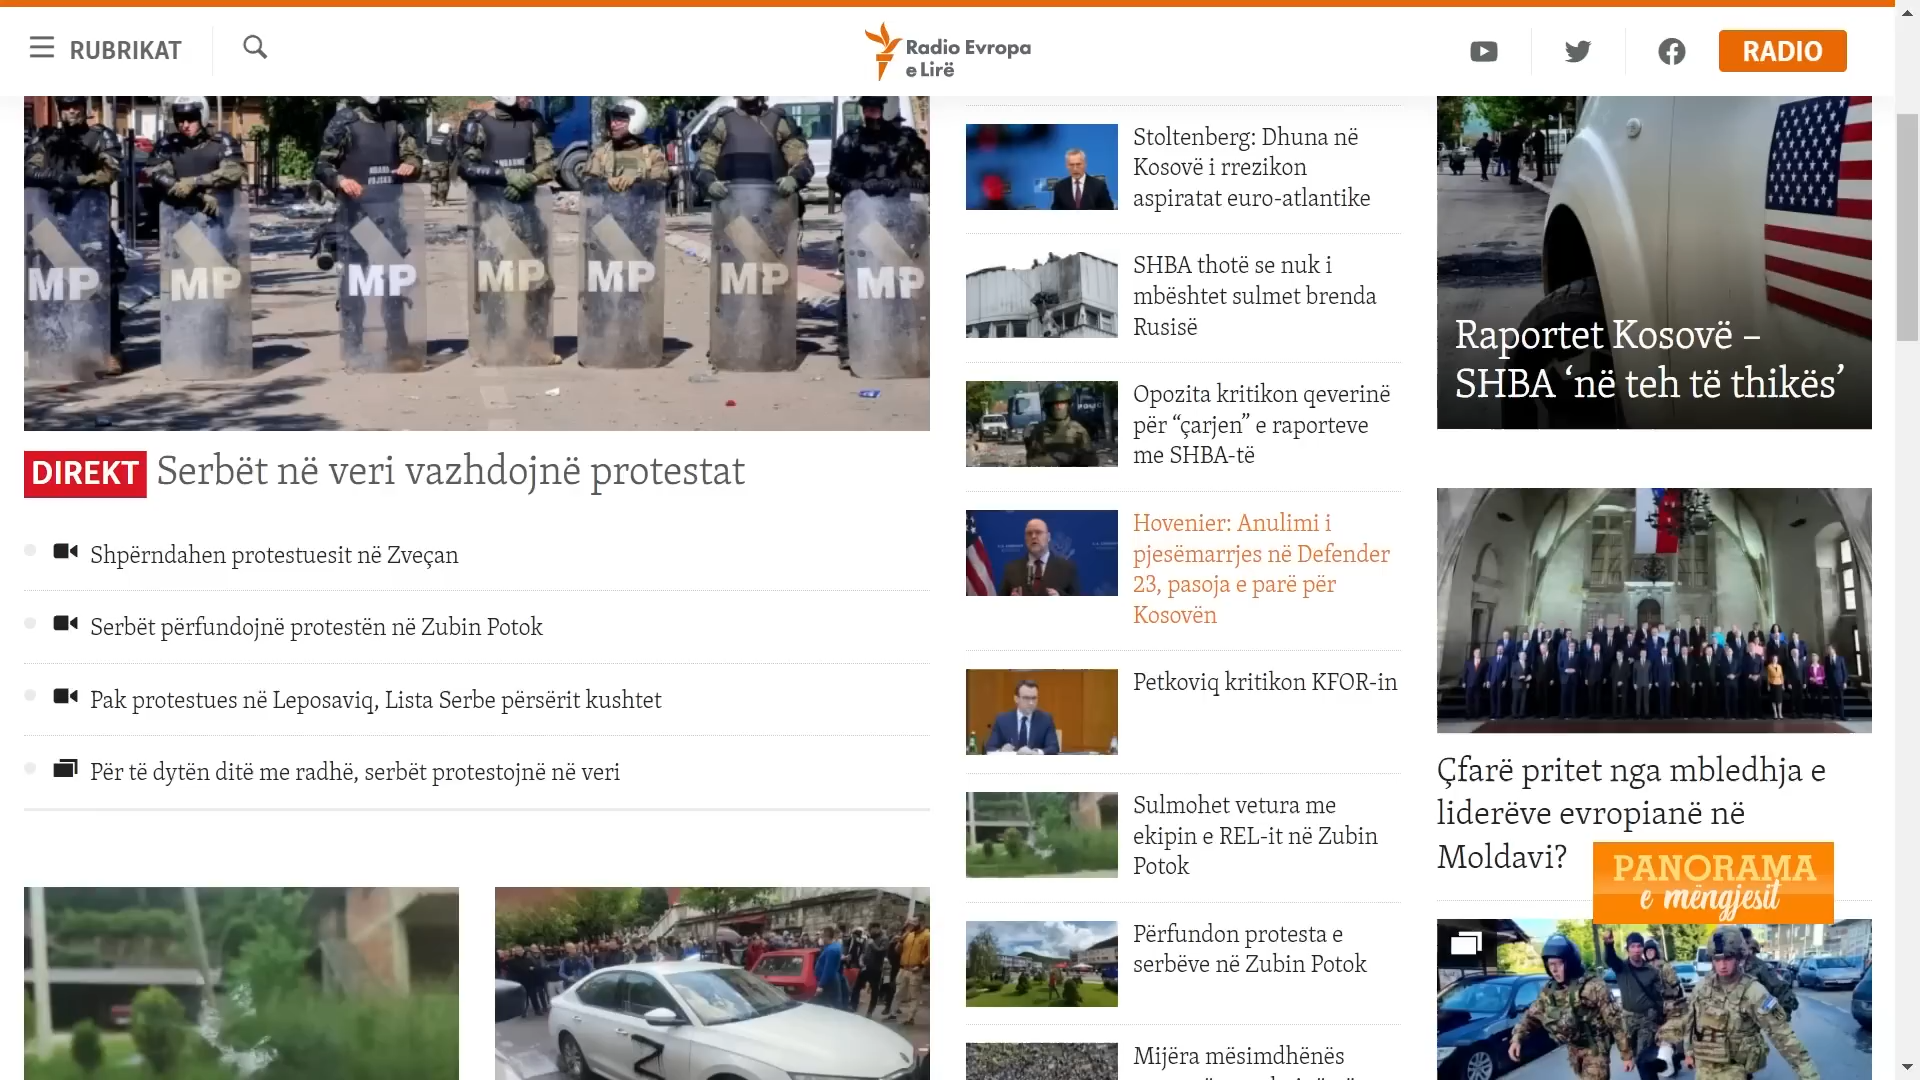 RUBRIKAT
Radio Evropa
e Lirë
RADIO
MP MP MP MP MP MP MP
DIREKT Serbët në veri vazhdojnë protestat
Shpërndahen protestuesit në Zveçan
Serbët përfundojnë protestën në Zubin Potok
Pak protestues në Leposaviq, Lista Serbe përsërit kushtet
Për të dytën ditë me radhë, serbët protestojnë në veri
Stoltenberg: Dhuna në
Kosovë i rrezikon
aspiratat euro-atlantike
SHBA thotë se nuk i
mbështet sulmet brenda
Rusisë
Opozita kritikon qeverinë
për “çarjen” e raporteve
me SHBA-të
Hovenier: Anulimi i
pjesëmarrjes në Defender
23, pasoja e parë për
Kosovën
Petkoviq kritikon KFOR-in
Sulmohet vetura me
ekipin e REL-it në Zubin
Potok
Përfundon protesta e
serbëve në Zubin Potok
Mijëra mësimdhënës
Raportet Kosovë –
SHBA ‘në teh të thikës’
Çfarë pritet nga mbledhja e
liderëve evropianë në
Moldavi?
PANORAMA
e mëngjesit